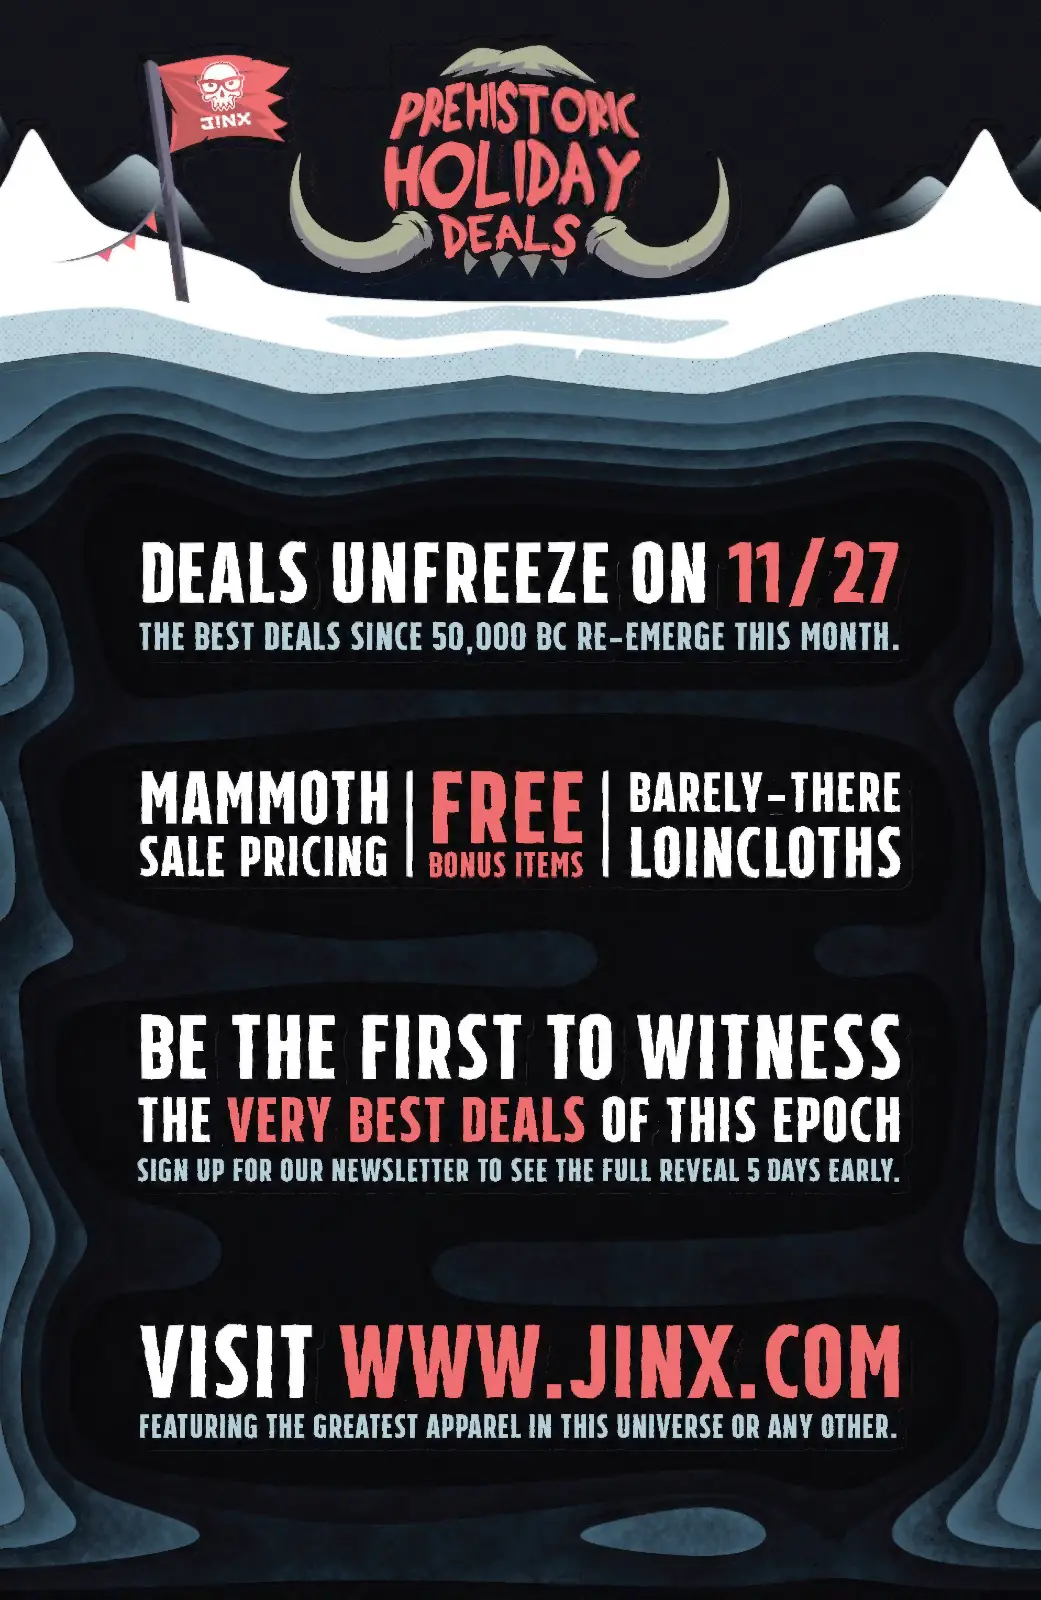 J!NX
PREHISTORIC
HOLIDAY
DEALS
DEALS UNFREEZE ON 11/27
THE BEST DEALS SINCE 50,000 BC RE-EMERGE THIS MONTH.
MAMMOTH
SALE PRICING
FREE
BONUS ITEMS
BARELY-THERE
LOINCLOTHS
BE THE FIRST TO WITNESS
THE VERY BEST DEALS OF THIS EPOCH
SIGN UP FOR OUR NEWSLETTER TO SEE THE FULL REVEAL 5 DAYS EARLY.
VISIT WWW.JINX.COM
FEATURING THE GREATEST APPAREL IN THIS UNIVERSE OR ANY OTHER.